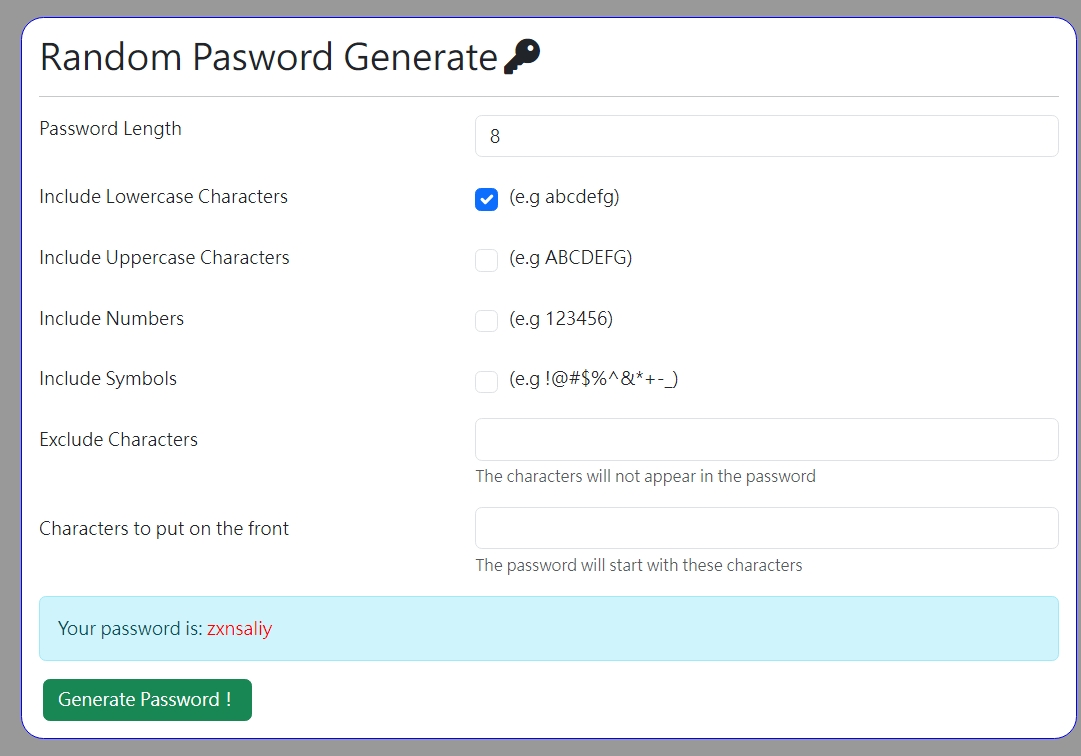 Random Pasword Generate
Password Length
8
Include Lowercase Characters
(e.g abcdefg)
Include Uppercase Characters
(e.g ABCDEFG)
Include Numbers
(e.g 123456)
Include Symbols
(e.g !@#$%^&*+-_)
Exclude Characters
The characters will not appear in the password
Characters to put on the front
The password will start with these characters
Your password is: zxnsaliy
Generate Password !